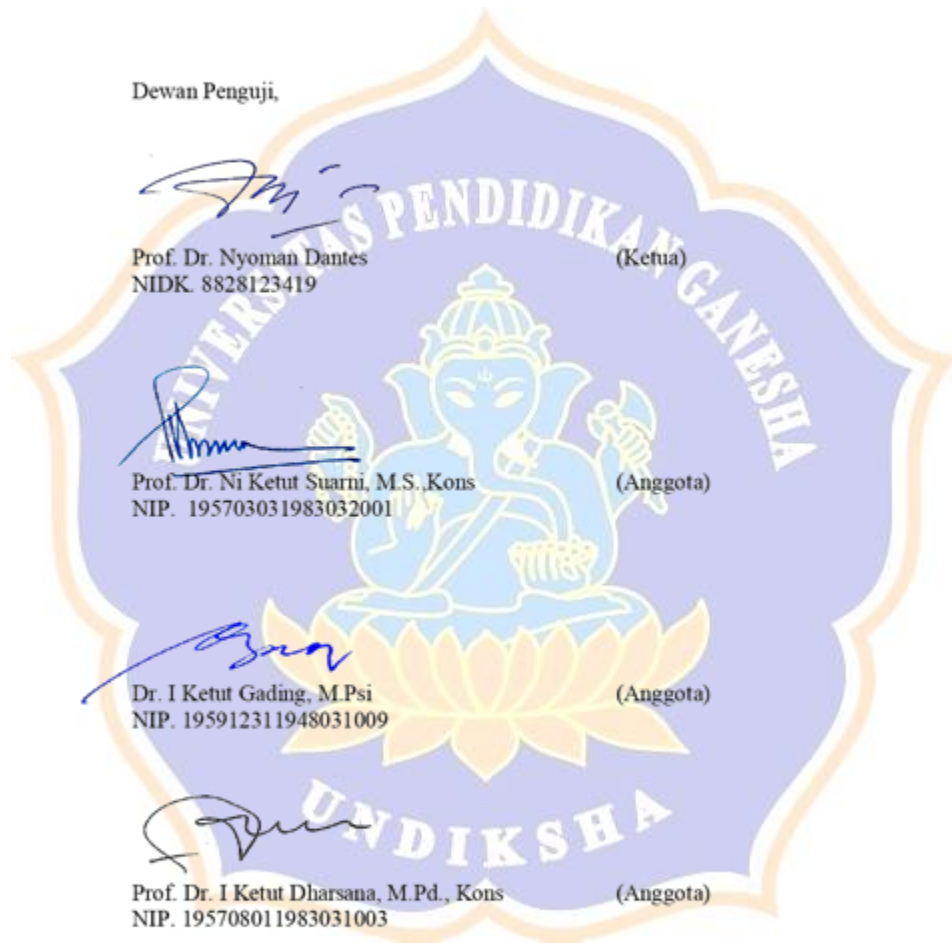 Dewan Penguji,
UNIVERSITAS PENDIDIKAN GANESHA
Prof. Dr. Nyoman Dantes (Ketua)
NIDK. 8828123419
Prof. Dr. Ni Ketut Suarni, M.S.,Kons (Anggota)
NIP. 195703031983032001
Dr. I Ketut Gading, M.Psi (Anggota)
NIP. 195912311948031009
UNDIKSHA
Prof. Dr. I Ketut Dharsana, M.Pd., Kons (Anggota)
NIP. 195708011983031003